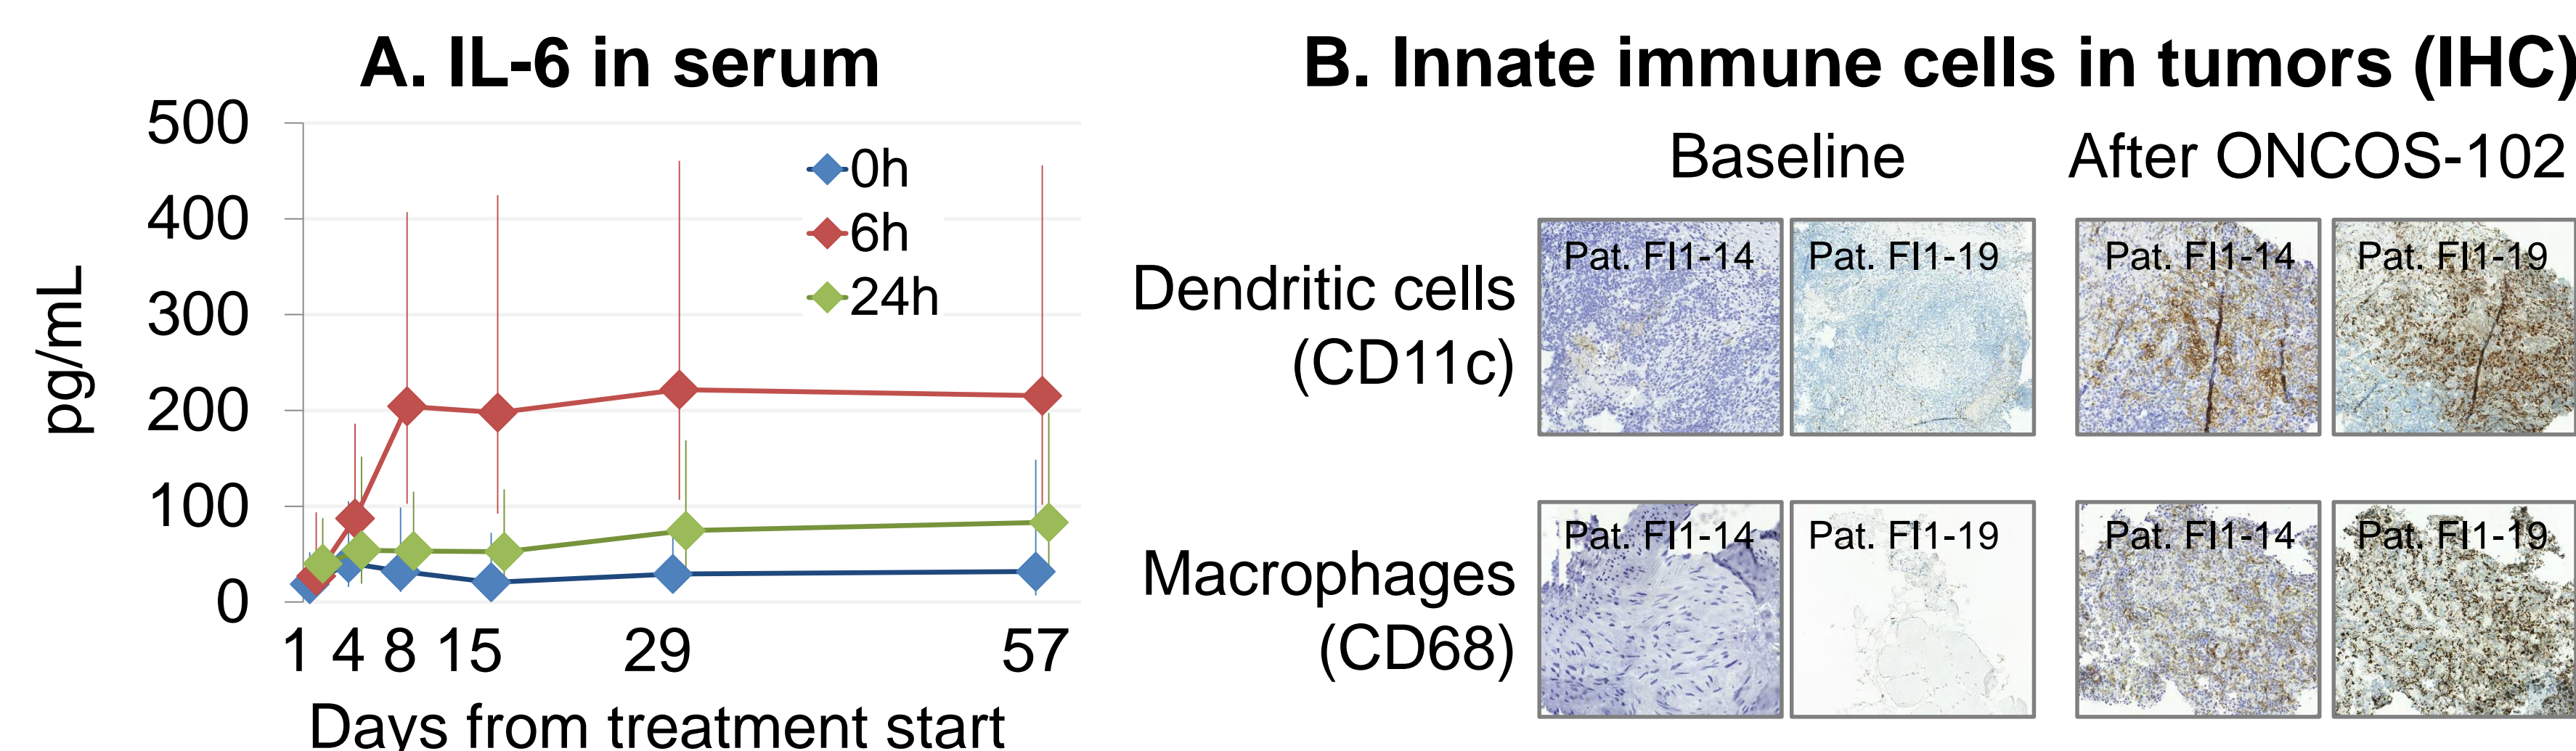 A. IL-6 in serum
500
400
300
200
100
0
pg/mL
0h
6h
24h
1 4 8 15 29 57
Days from treatment start
B. Innate immune cells in tumors (IHC)
Baseline After ONCOS-102
Dendritic cells
(CD11c)
Pat. FI1-14 Pat. FI1-19 Pat. FI1-14 Pat. FI1-19
Macrophages
(CD68)
Pat. FI1-14 Pat. FI1-19 Pat. FI1-14 Pat. FI1-19